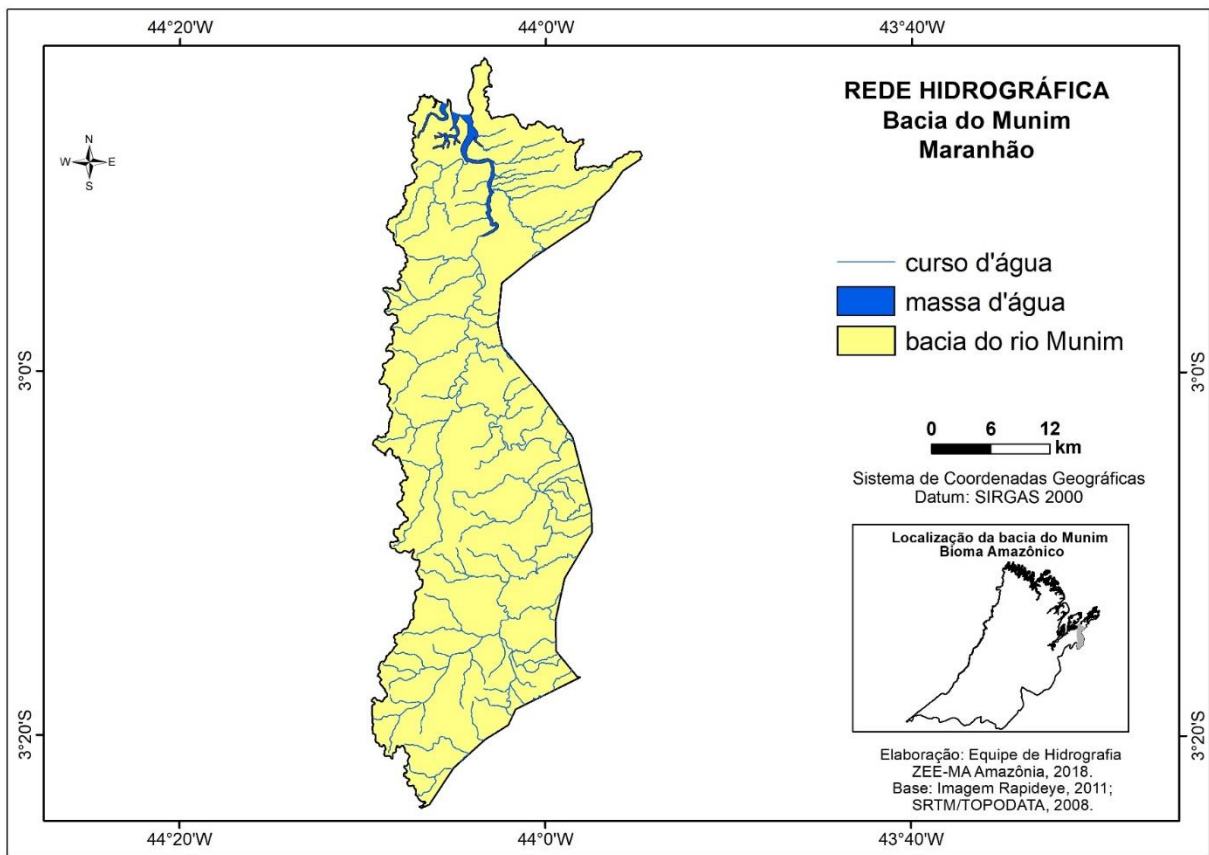 44°20'W
44°0'W
43°40'W
REDE HIDROGRÁFICA
Bacia do Munim
Maranhão
N
W
E
S
curso d'água
massa d'água
bacia do rio Munim
3°0'S
3°0'S
0 6 12
km
Sistema de Coordenadas Geográficas
Datum: SIRGAS 2000
Localização da bacia do Munim
Bioma Amazônico
3°20'S
3°20'S
Elaboração: Equipe de Hidrografia
ZEE-MA Amazônia, 2018.
Base: Imagem Rapideye, 2011;
SRTM/TOPODATA, 2008.
44°20'W
44°0'W
43°40'W